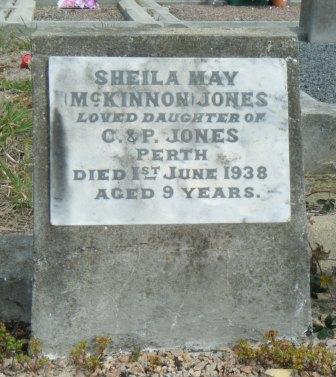 SHEILA MAY
(McKINNON) JONES
LOVED DAUGHTER OF
C. & P. JONES
PERTH
DIED 1ST JUNE 1938
AGED 9 YEARS.